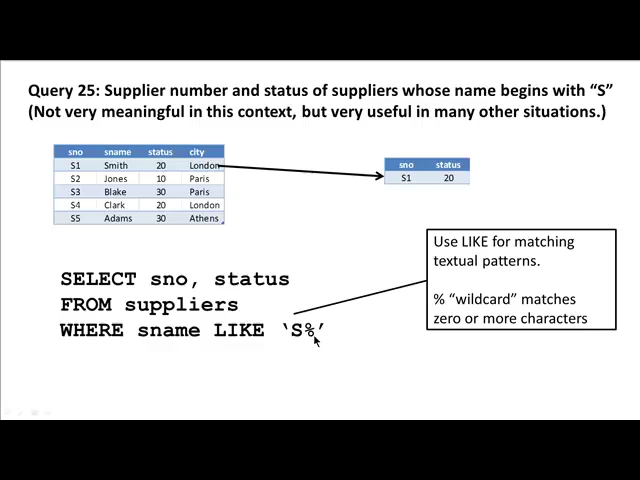 Query 25: Supplier number and status of suppliers whose name begins with “S”
(Not very meaningful in this context, but very useful in many other situations.)
sno sname status city
S1 Smith 20 London
S2 Jones 10 Paris
S3 Blake 30 Paris
S4 Clark 20 London
S5 Adams 30 Athens
sno status
S1 20
Use LIKE for matching
textual patterns.
% “wildcard” matches
zero or more characters
SELECT sno, status
FROM suppliers
WHERE sname LIKE ‘S%’